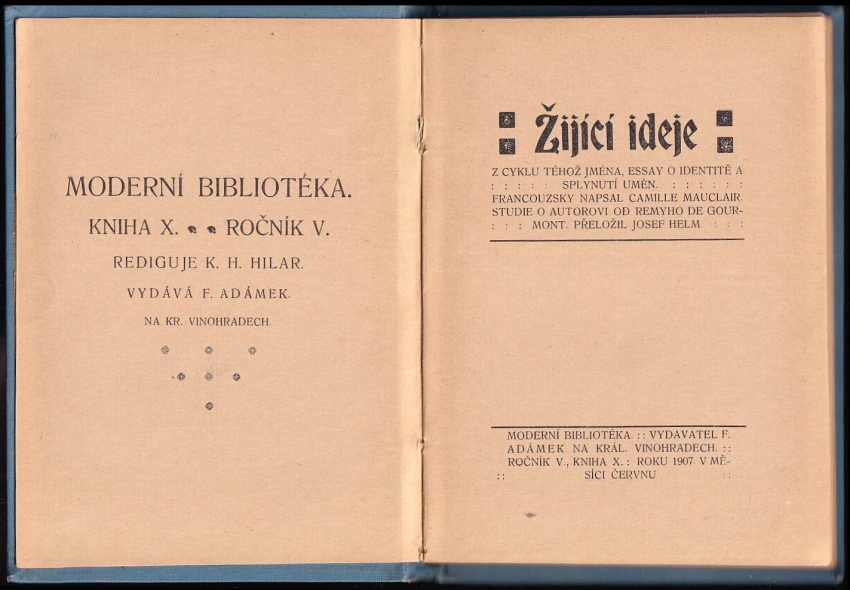 MODERNÍ BIBLIOTÉKA.
KNIHA X. ROČNÍK V.
REDIGUJE K. H. HILAR.
VYDÁVÁ F. ADÁMEK.
NA KR. VINOHRADECH.
Žijící ideje
Z CYKLU TÉHOŽ JMÉNA, ESSAY O IDENTITĚ A
: : : : : SPLYNUTÍ UMĚN. : : : : : :
FRANCOUZSKY NAPSAL CAMILLE MAUCLAIR.
STUDIE O AUTOROVI OD REMYHO DE GOUR-
: : : MONT. PŘELOŽIL JOSEF HELM. : : :
MODERNÍ BIBLIOTÉKA. :: VYDAVATEL F.
ADÁMEK NA KRÁL. VINOHRADECH. ::
ROČNÍK V., KNIHA X. : ROKU 1907 V MĚ-
:: SÍCI ČERVNU ::